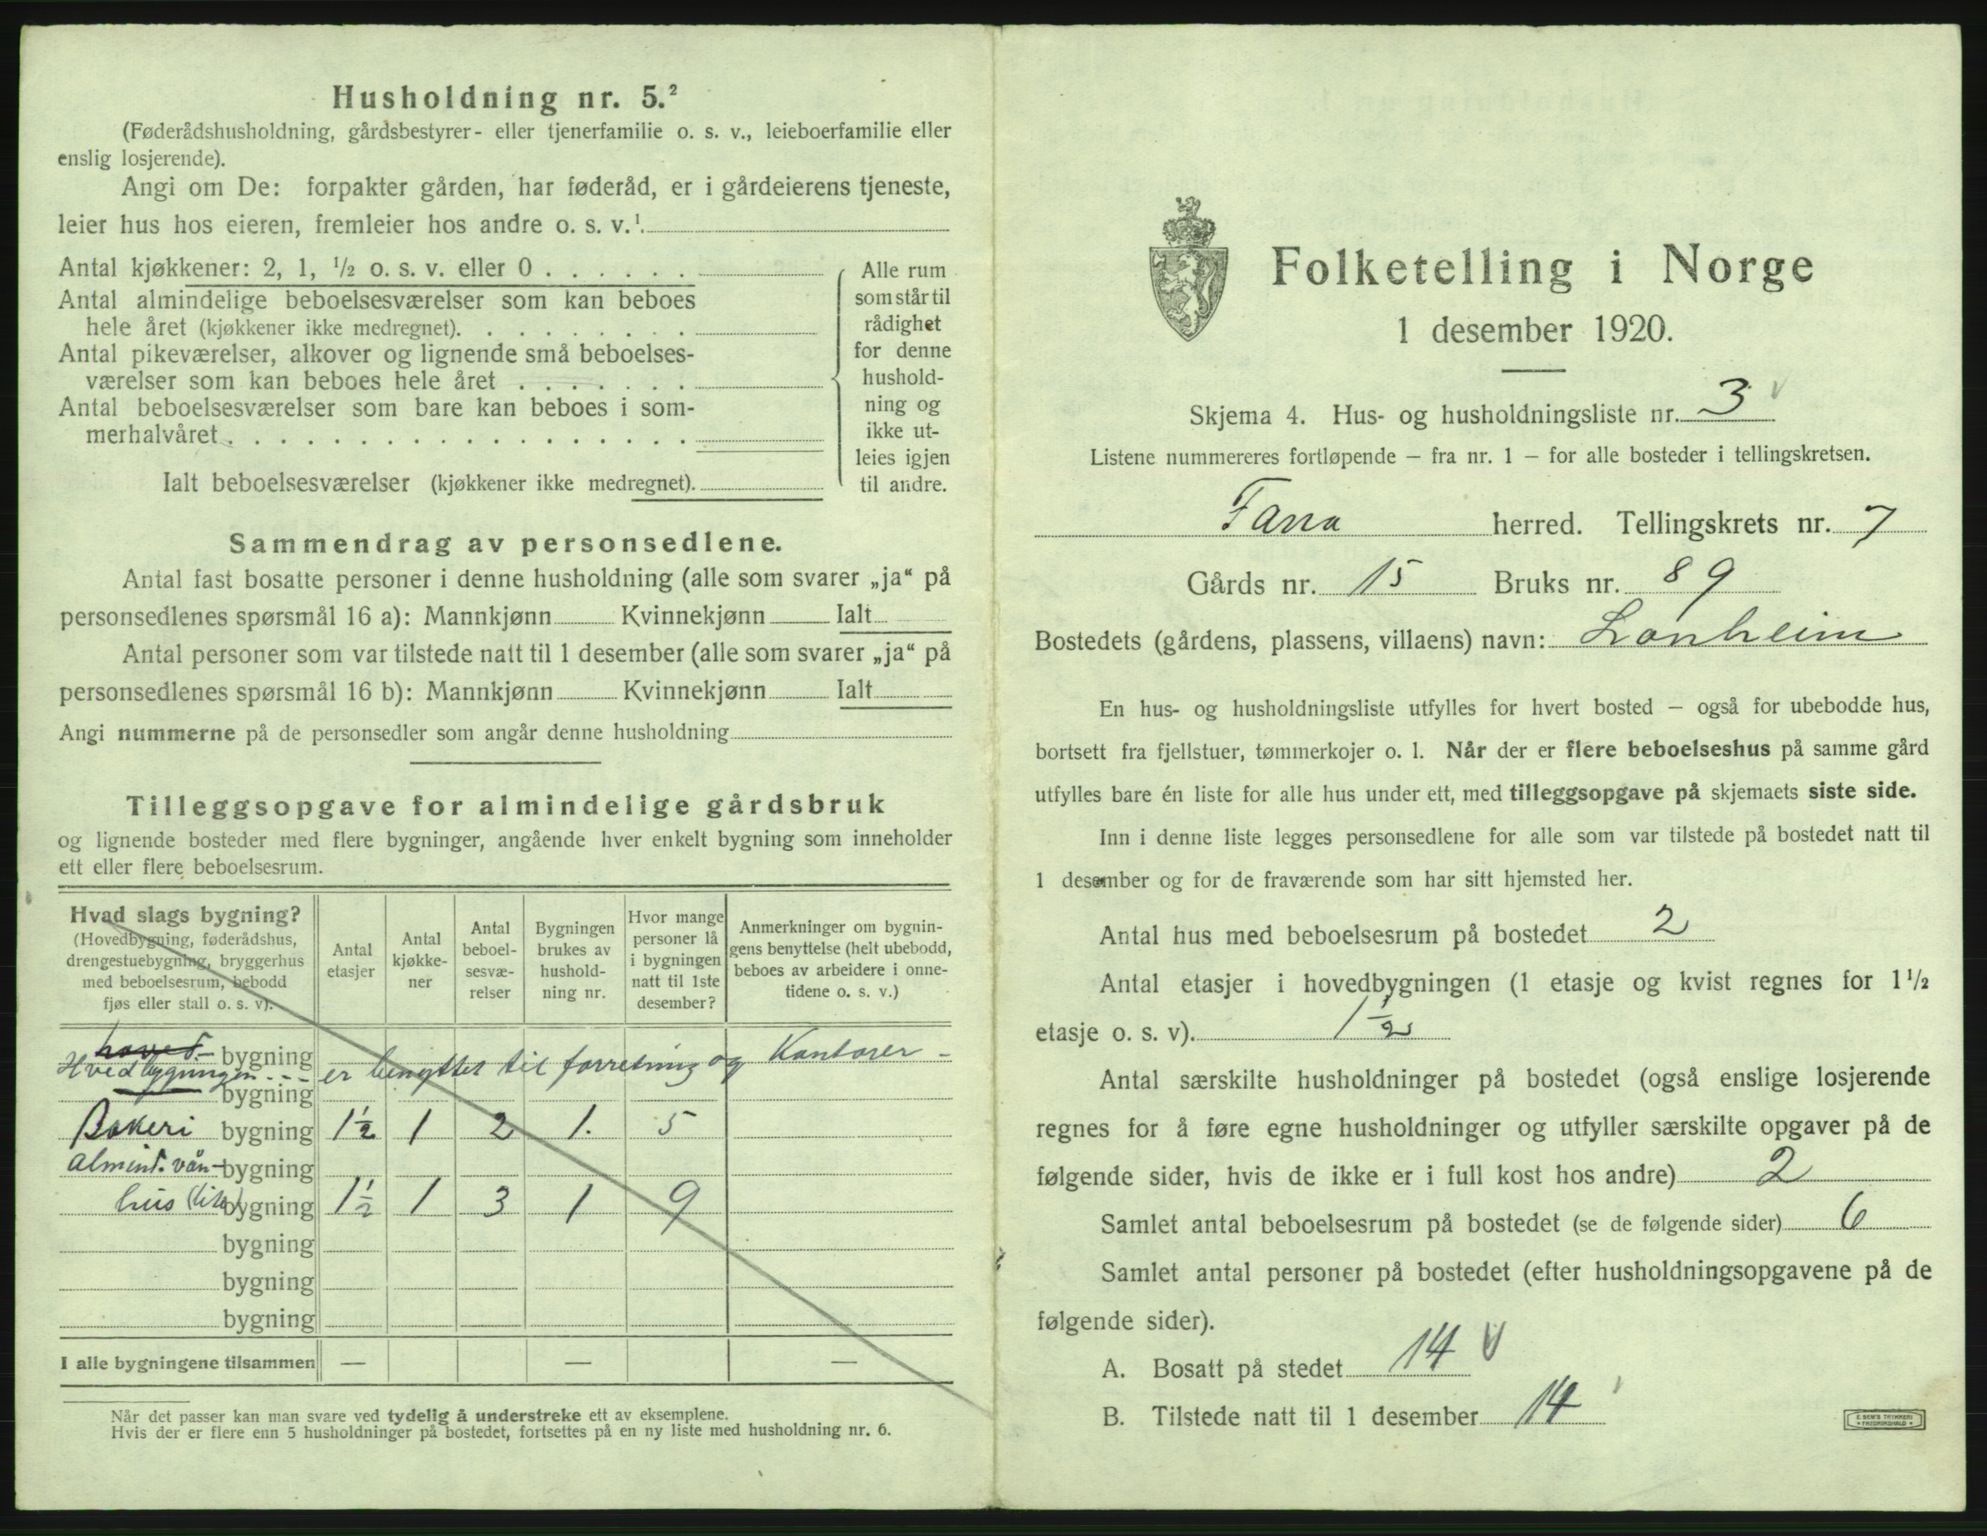 Husholdning nr. 5.²
(Føderådshusholdning, gårdsbestyrer- eller tjenerfamilie o. s. v., leieboerfamilie eller
enslig losjerende).
Angi om De: forpakter gården, har føderåd, er i gårdeierens tjeneste,
leier hus hos eieren, fremleier hos andre o. s. v.¹.
Antal kjøkkener: 2, 1, ½ o. s. v. eller 0 . . . . . .
Antal almindelige beboelsesværelser som kan beboes
hele året (kjøkkener ikke medregnet). . . . . . . . .
Antal pikeværelser, alkover og lignende små beboelses-
værelser som kan beboes hele året . . . . . . .
Antal beboelsesværelser som bare kan beboes i som-
merhalvåret . . . . . . . . . . . . . . . . . .
Ialt beboelsesværelser (kjøkkener ikke medregnet).
Alle rum
som står til
rådighet
for denne
hushold-
ning og
ikke ut-
leies igjen
til andre.
Sammendrag av personsedlene.
Antal fast bosatte personer i denne husholdning (alle som svarer „ja“ på
personsedlenes spørsmål 16 a): Mannkjønn Kvinnekjønn Ialt
Antal personer som var tilstede natt til 1 desember (alle som svarer „ja“ på
personsedlenes spørsmål 16 b): Mannkjønn Kvinnekjønn Ialt
Angi nummerne på de personsedler som angår denne husholdning
Tilleggsopgave for almindelige gårdsbruk
og lignende bosteder med flere bygninger, angående hver enkelt bygning som inneholder
ett eller flere beboelsesrum.
Hvad slags bygning?
(Hovedbygning, føderådshus,
drengestuebygning, bryggerhus
med beboelsesrum, bebodd
fjøs eller stall o. s. v).
Antal
etasjer
Antal
kjøkke-
ner
Antal
beboel-
sesvæ-
relser
Bygningen
brukes av
hushold-
ning nr.
Hvor mange
personer lå
i bygningen
natt til 1ste
desember?
Anmerkninger om bygnin-
gens benyttelse (helt ubebodd,
beboes av arbeidere i onne-
tidene o. s. v.)
hoved- bygning
Hvedbygningen --- er benyttet til forretning og Kontorer -
bygning
Bakeri bygning 1½ 1 2 1. 5
almind. vån- bygning
hus (lite) bygning 1½ 1 3 1 9
bygning
bygning
bygning
I alle bygningene tilsammen — — —
Når det passer kan man svare ved tydelig å understreke ett av eksemplene.
Hvis der er flere enn 5 husholdninger på bostedet, fortsettes på en ny liste med husholdning nr. 6.
Folketelling i Norge
1 desember 1920.
Skjema 4. Hus- og husholdningsliste nr. 3
Listene nummereres fortløpende – fra nr. 1 – for alle bosteder i tellingskretsen.
Fana herred. Tellingskrets nr. 7
Gårds nr. 15 Bruks nr. 89
Bostedets (gårdens, plassens, villaens) navn: Lønheim
En hus- og husholdningsliste utfylles for hvert bosted – også for ubebodde hus,
bortsett fra fjellstuer, tømmerkojer o. l. Når der er flere beboelseshus på samme gård
utfylles bare én liste for alle hus under ett, med tilleggsopgave på skjemaets siste side.
Inn i denne liste legges personsedlene for alle som var tilstede på bostedet natt til
1 desember og for de fraværende som har sitt hjemsted her.
Antal hus med beboelsesrum på bostedet 2
Antal etasjer i hovedbygningen (1 etasje og kvist regnes for 1½
etasje o. s. v). 1½
Antal særskilte husholdninger på bostedet (også enslige losjerende
regnes for å føre egne husholdninger og utfyller særskilte opgaver på de
følgende sider, hvis de ikke er i full kost hos andre) 2
Samlet antal beboelsesrum på bostedet (se de følgende sider) 6
Samlet antal personer på bostedet (efter husholdningsopgavene på de
følgende sider).
A. Bosatt på stedet 14
B. Tilstede natt til 1 desember 14
E. SEM'S TRYKKERI
FREDRIKSHALD